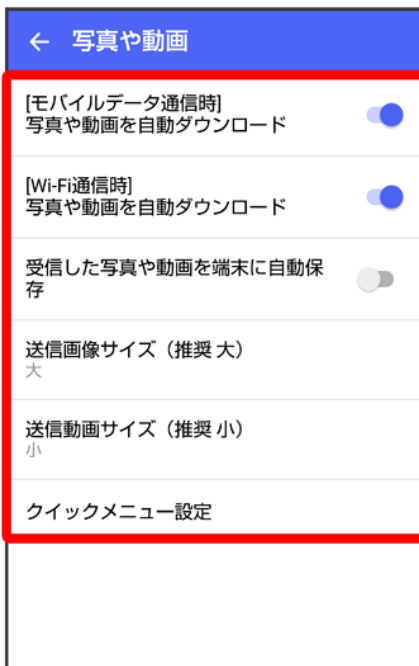 写真や動画
[モバイルデータ通信時]
写真や動画を自動ダウンロード
[Wi-Fi通信時]
写真や動画を自動ダウンロード
受信した写真や動画を端末に自動保
存
送信画像サイズ（推奨 大）
大
送信動画サイズ（推奨 小）
小
クイックメニュー設定